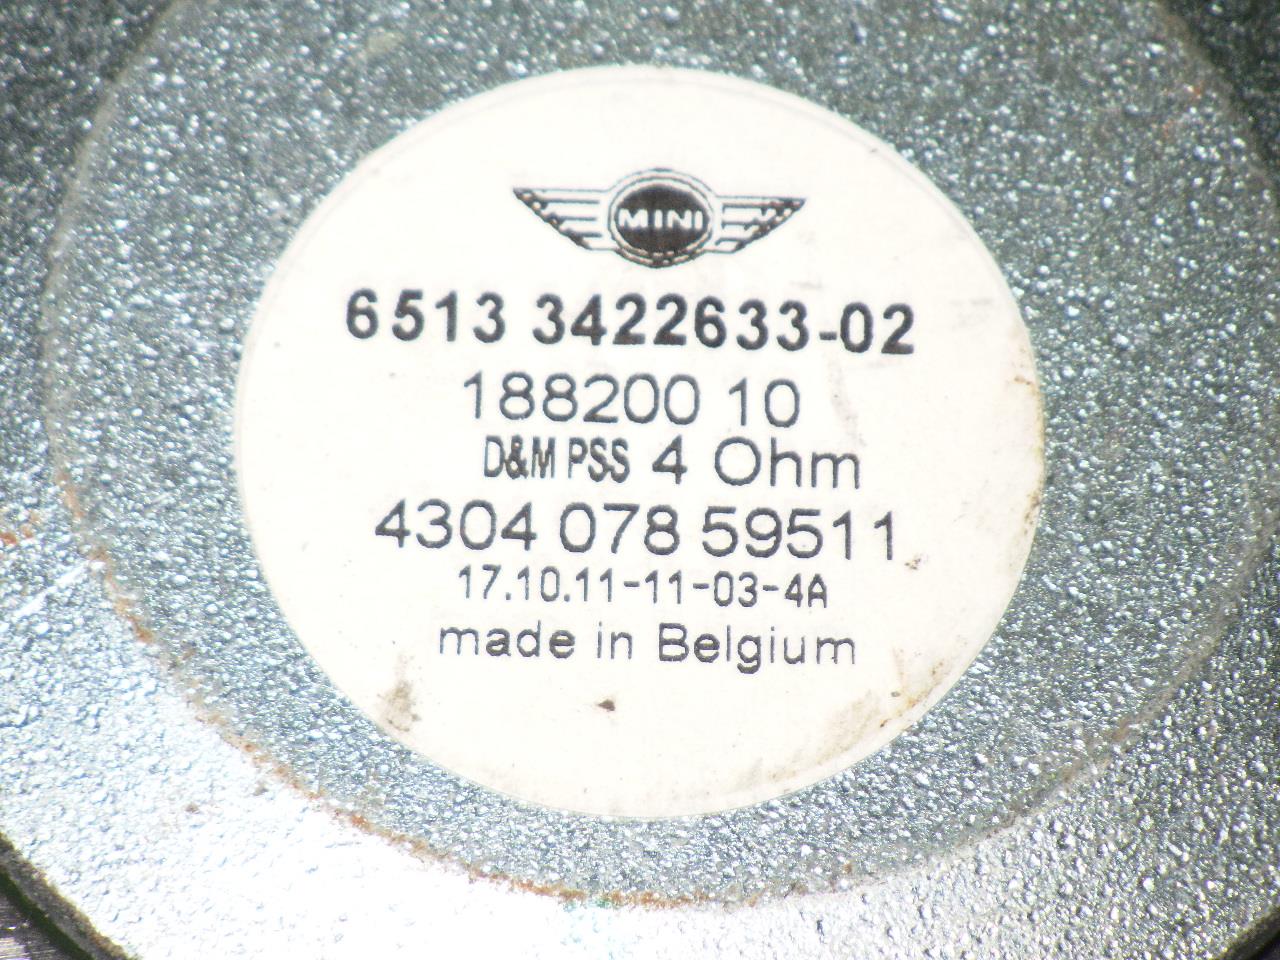 MINI
6513 3422633-02
188200 10
D&M PSS 4 Ohm
4304 078 59511
17.10.11-11-03-4A
made in Belgium